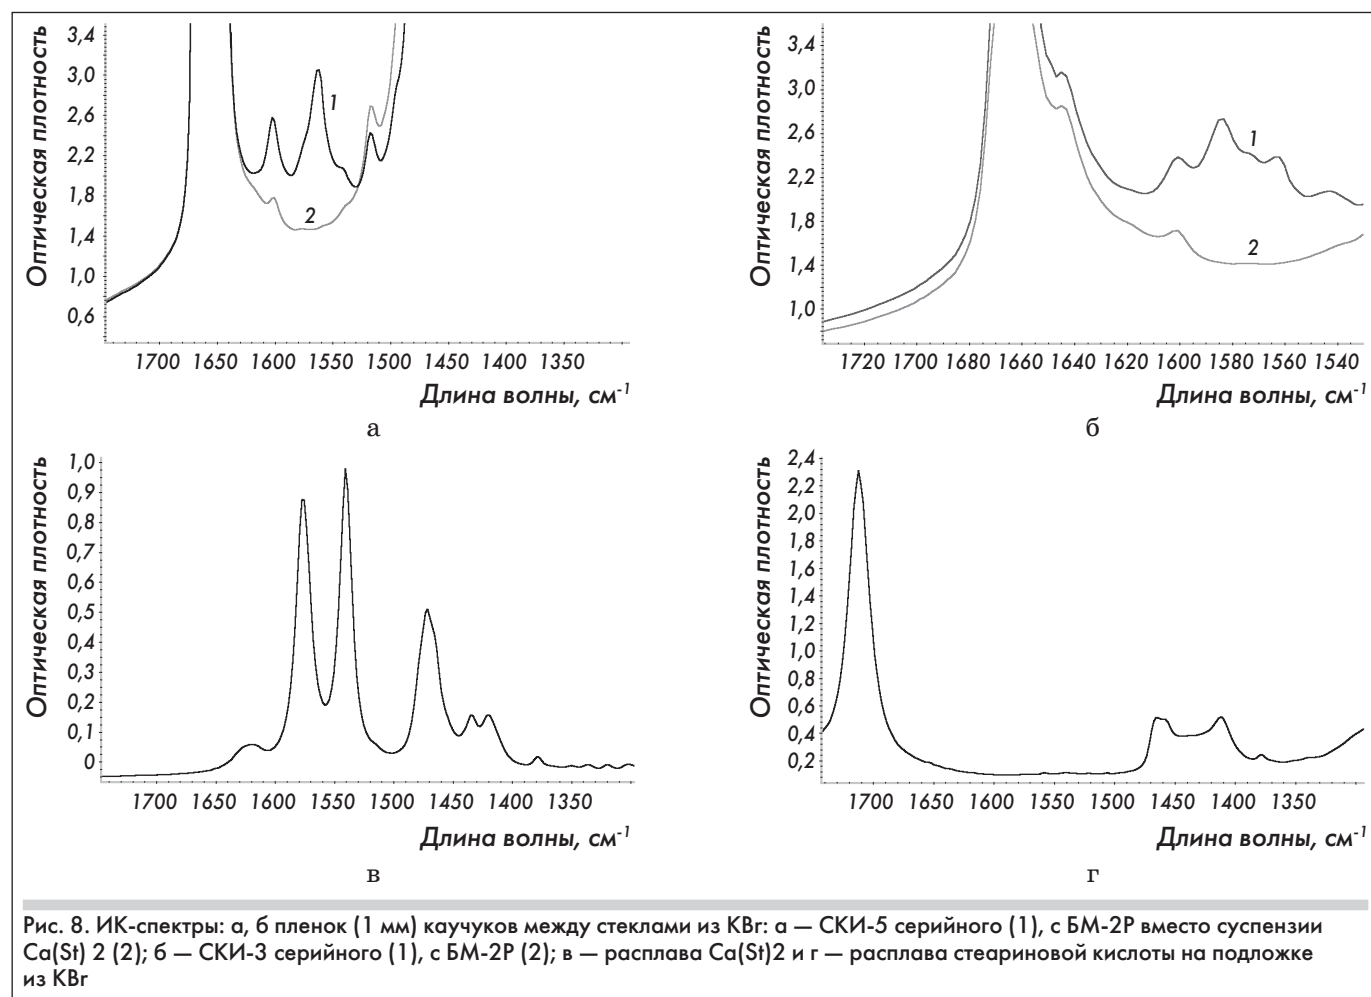 Оптическая плотность
3,4
3,0
2,6
2,2
1,8
1,4
1,0
0,6
1
2
1700 1650 1600 1550 1500 1450 1400 1350
Длина волны, см-1
а
Оптическая плотность
3,4
3,0
2,6
2,2
1,8
1,4
1,0
1
2
1720 1700 1680 1660 1640 1620 1600 1580 1560 1540
Длина волны, см-1
б
Оптическая плотность
1,0
0,9
0,8
0,7
0,6
0,5
0,4
0,3
0,2
0,1
0
1700 1650 1600 1550 1500 1450 1400 1350
Длина волны, см-1
в
Оптическая плотность
2,4
2,2
2,0
1,8
1,6
1,4
1,2
1,0
0,8
0,6
0,4
0,2
1700 1650 1600 1550 1500 1450 1400 1350
Длина волны, см-1
г
Рис. 8. ИК-спектры: а, б пленок (1 мм) каучуков между стеклами из KBr: а — СКИ-5 серийного (1), с БМ-2Р вместо суспензии
Ca(St) 2 (2); б — СКИ-3 серийного (1), с БМ-2Р (2); в — расплава Ca(St)2 и г — расплава стеариновой кислоты на подложке
из KBr